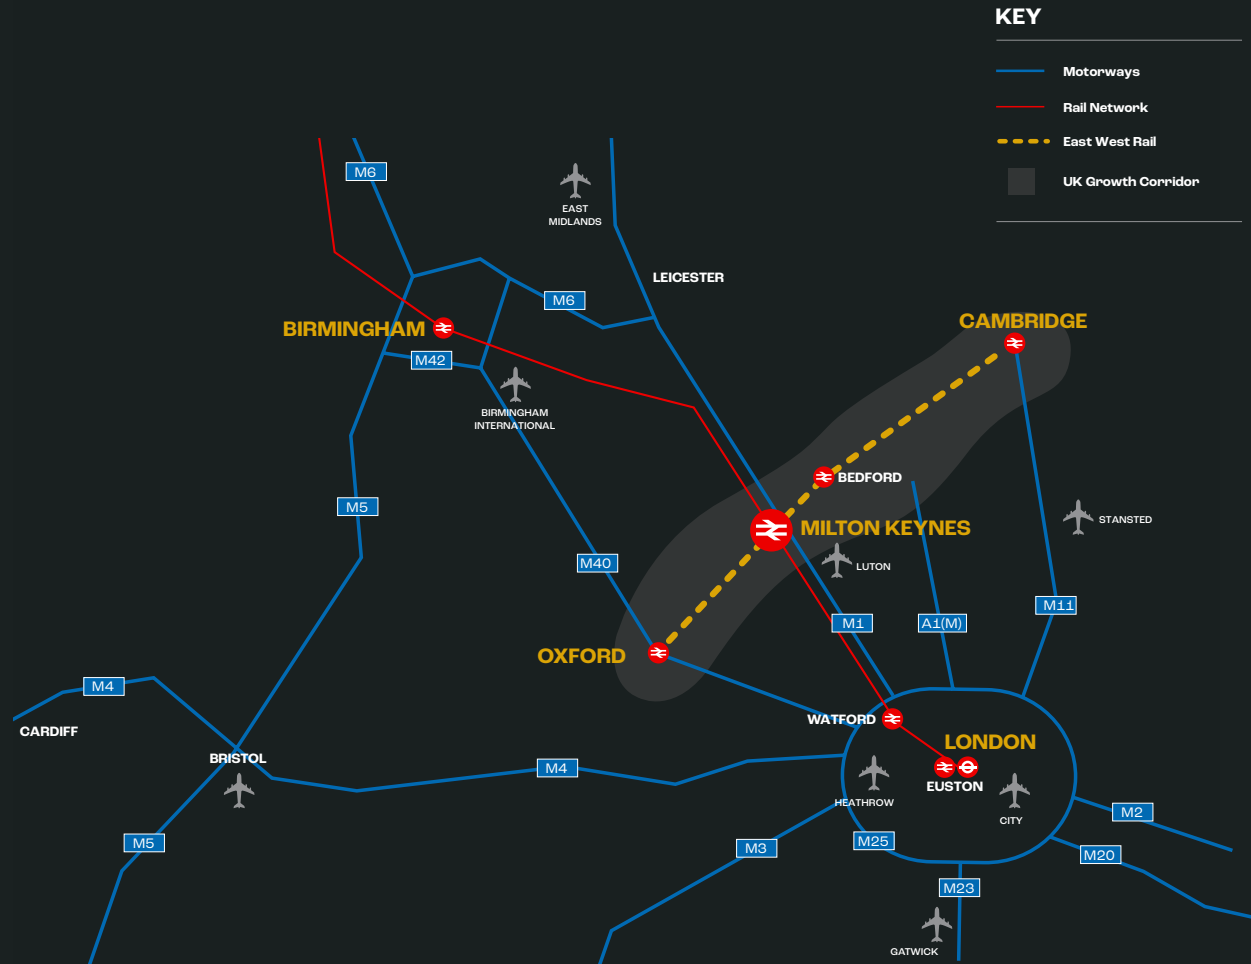 KEY
Motorways
Rail Network
East West Rail
UK Growth Corridor
M6
EAST
MIDLANDS
LEICESTER
M6
BIRMINGHAM
M42
BIRMINGHAM
INTERNATIONAL
CAMBRIDGE
BEDFORD
M5
MILTON KEYNES
STANSTED
M40
LUTON
M11
M1
A1(M)
OXFORD
M4
CARDIFF
WATFORD
LONDON
BRISTOL
M4
EUSTON
HEATHROW
CITY
M2
M5
M3
M25
M20
M23
GATWICK